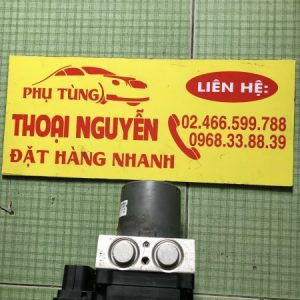 PHỤ TÙNG
THOẠI NGUYỄN
ĐẶT HÀNG NHANH
LIÊN HỆ:
02.466.599.788
0968.33.88.39